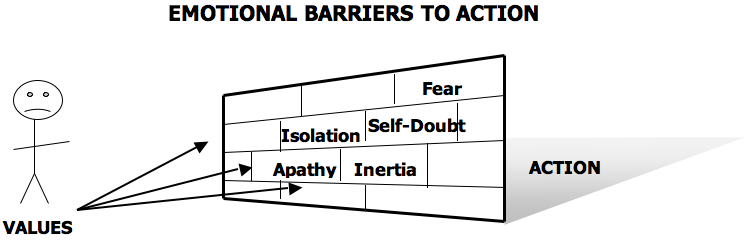 EMOTIONAL BARRIERS TO ACTION
Fear
Isolation Self-Doubt
Apathy Inertia
ACTION
VALUES